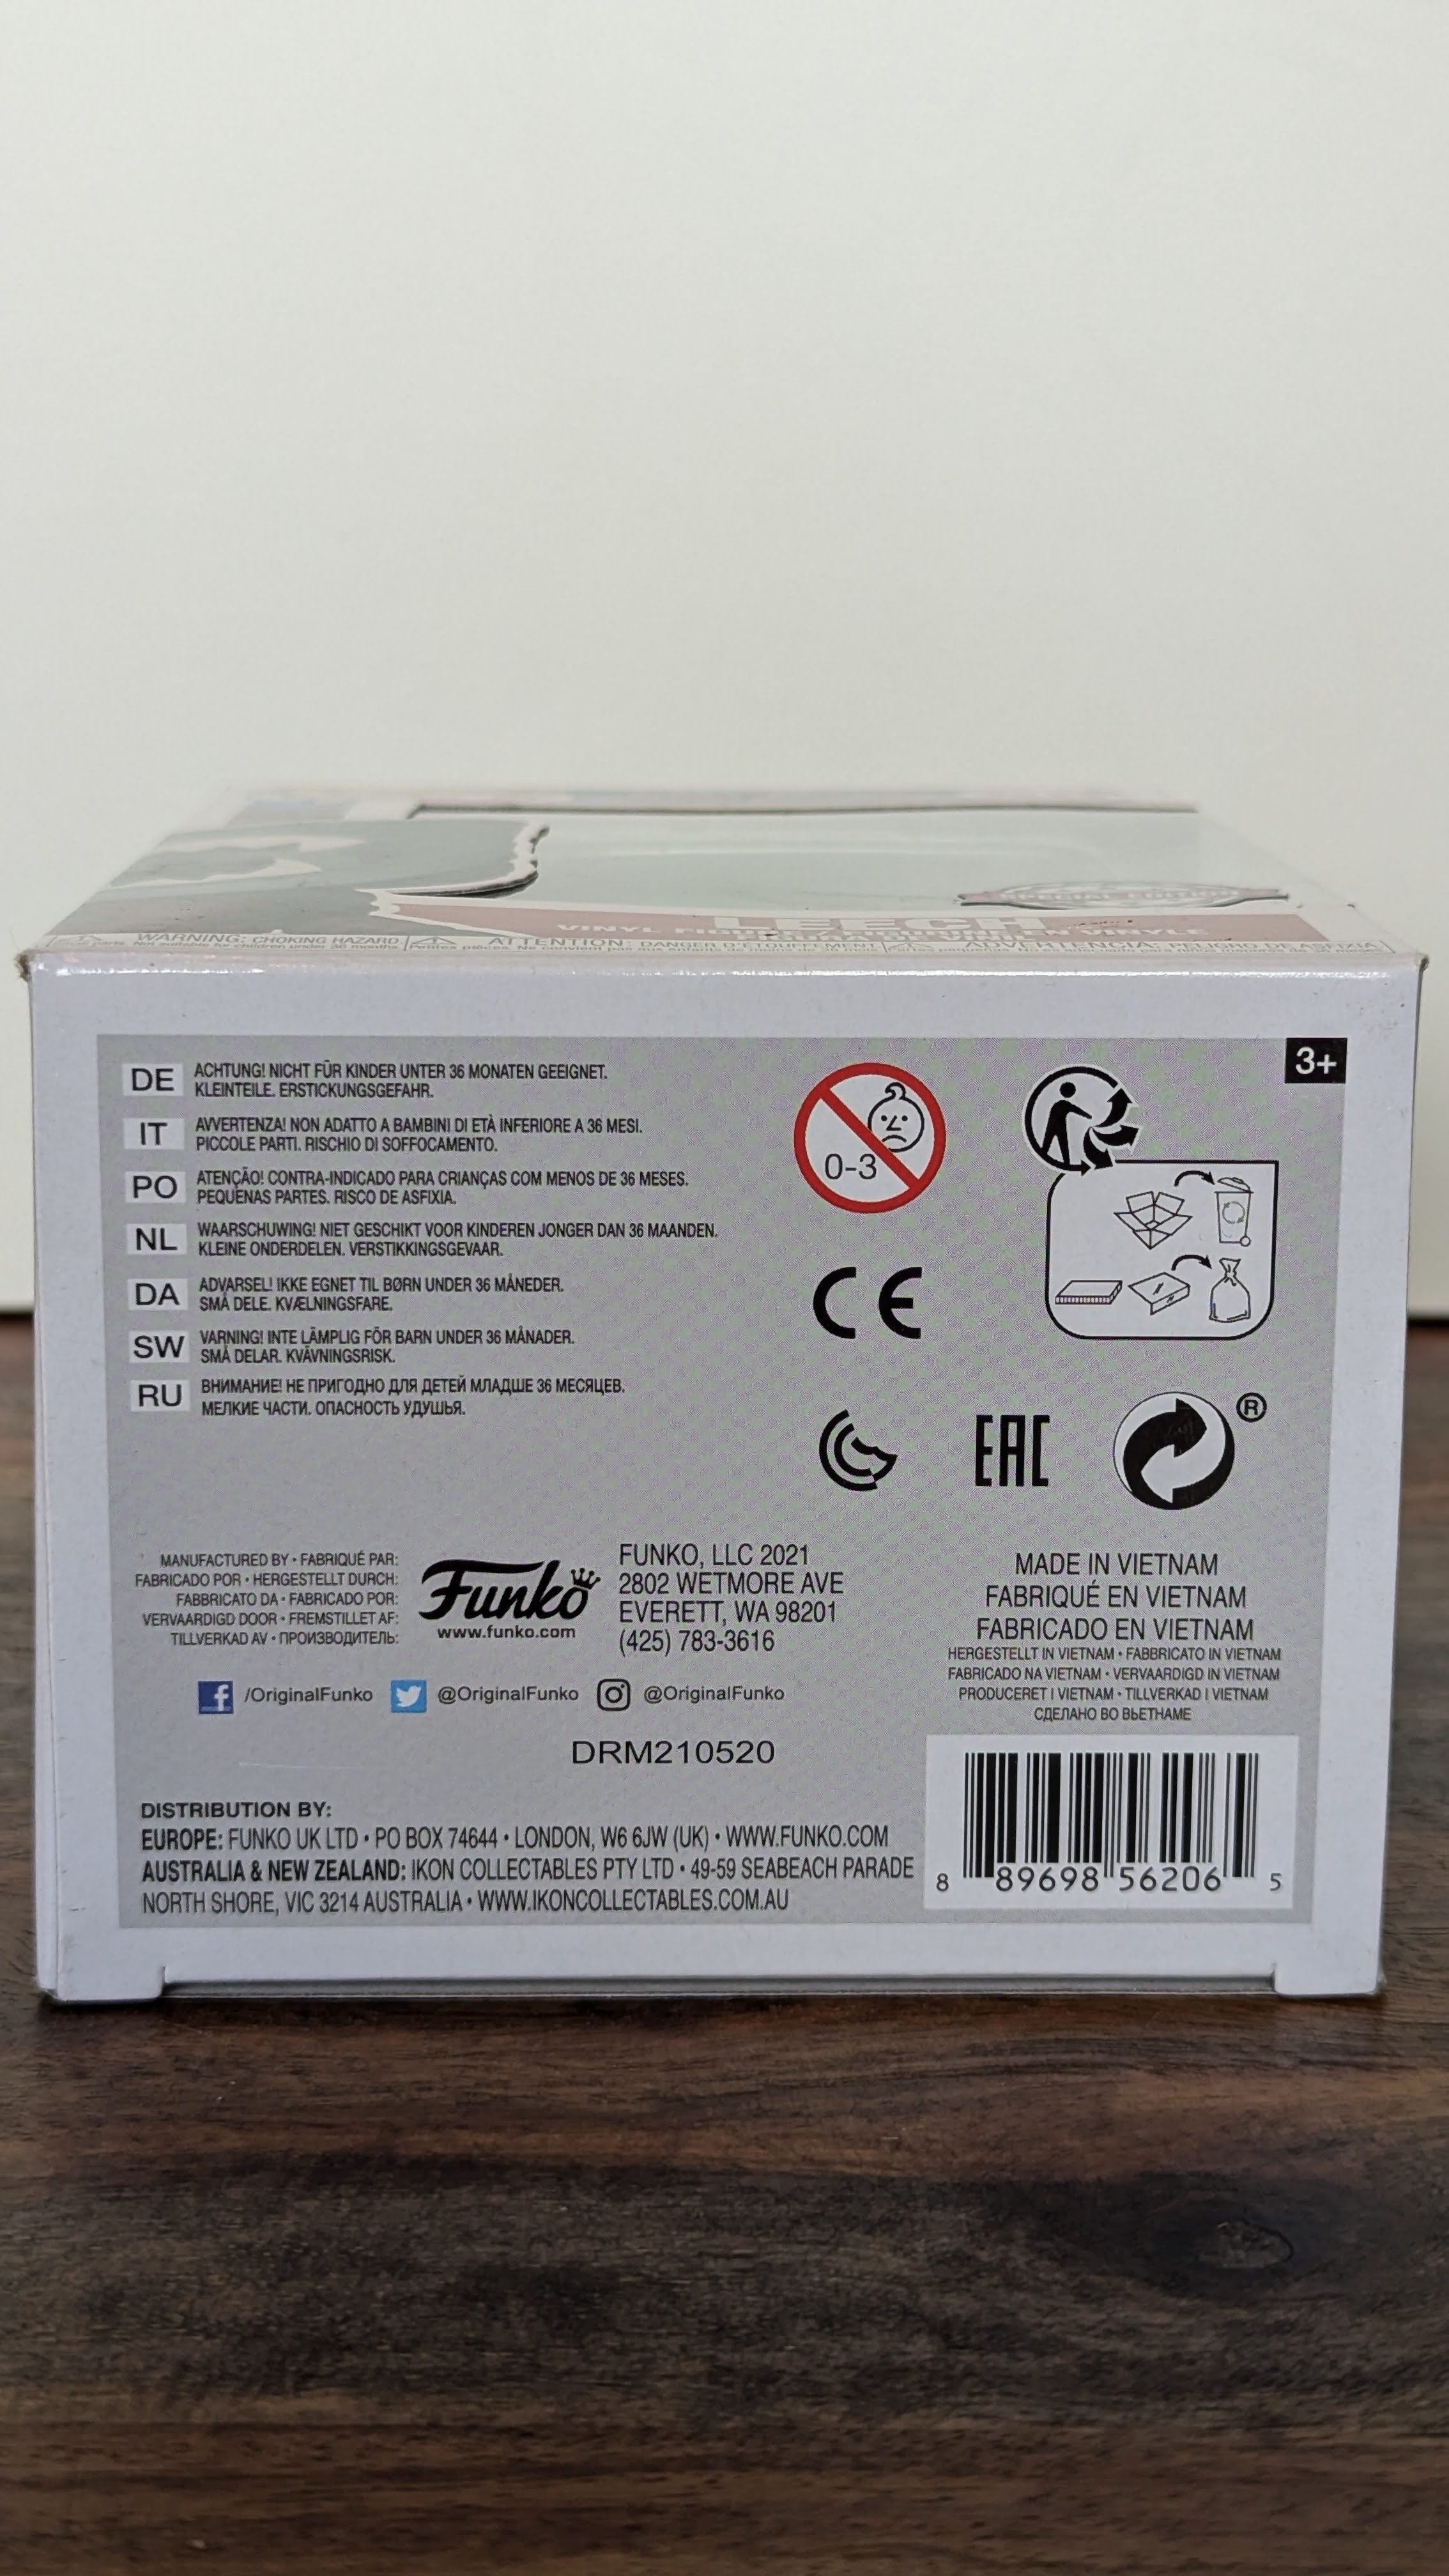 SPECIAL EDITION
LEECH
WARNING: CHOKING HAZARD
ATTENTION: DANGER D'ÉTOUFFEMENT
ADVERTENCIA: PELIGRO DE ASFIXIA
3+
DE
ACHTUNG! NICHT FÜR KINDER UNTER 36 MONATEN GEEIGNET.
KLEINTEILE. ERSTICKUNGSGEFAHR.
IT
AVVERTENZA! NON ADATTO A BAMBINI DI ETÀ INFERIORE A 36 MESI.
PICCOLE PARTI. RISCHIO DI SOFFOCAMENTO.
PO
ATENÇÃO! CONTRA-INDICADO PARA CRIANÇAS COM MENOS DE 36 MESES.
PEQUENAS PARTES. RISCO DE ASFIXIA.
NL
WAARSCHUWING! NIET GESCHIKT VOOR KINDEREN JONGER DAN 36 MAANDEN.
KLEINE ONDERDELEN. VERSTIKKINGSGEVAAR.
DA
ADVARSEL! IKKE EGNET TIL BØRN UNDER 36 MÅNEDER.
SMÅ DELE. KVÆLNINGSFARE.
SW
VARNING! INTE LÄMPLIG FÖR BARN UNDER 36 MÅNADER.
SMÅ DELAR. KVÄVNINGSRISK.
RU
ВНИМАНИЕ! НЕ ПРИГОДНО ДЛЯ ДЕТЕЙ МЛАДШЕ 36 МЕСЯЦЕВ.
МЕЛКИЕ ЧАСТИ. ОПАСНОСТЬ УДУШЬЯ.
0-3
CE
EAC
®
MANUFACTURED BY • FABRIQUÉ PAR:
FABRICADO POR • HERGESTELLT DURCH:
FABBRICATO DA • FABRICADO POR:
VERVAARDIGD DOOR • FREMSTILLET AF:
TILLVERKAD AV • ПРОИЗВОДИТЕЛЬ:
Funko
www.funko.com
FUNKO, LLC 2021
2802 WETMORE AVE
EVERETT, WA 98201
(425) 783-3616
MADE IN VIETNAM
FABRIQUÉ EN VIETNAM
FABRICADO EN VIETNAM
HERGESTELLT IN VIETNAM • FABBRICATO IN VIETNAM
FABRICADO NA VIETNAM • VERVAARDIGD IN VIETNAM
PRODUCERET I VIETNAM • TILLVERKAD I VIETNAM
СДЕЛАНО ВО ВЬЕТНАМЕ
/OriginalFunko @OriginalFunko @OriginalFunko
DRM210520
DISTRIBUTION BY:
EUROPE: FUNKO UK LTD • PO BOX 74644 • LONDON, W6 6JW (UK) • WWW.FUNKO.COM
AUSTRALIA & NEW ZEALAND: IKON COLLECTABLES PTY LTD • 49-59 SEABEACH PARADE
NORTH SHORE, VIC 3214 AUSTRALIA • WWW.IKONCOLLECTABLES.COM.AU
8 89698 56206 5